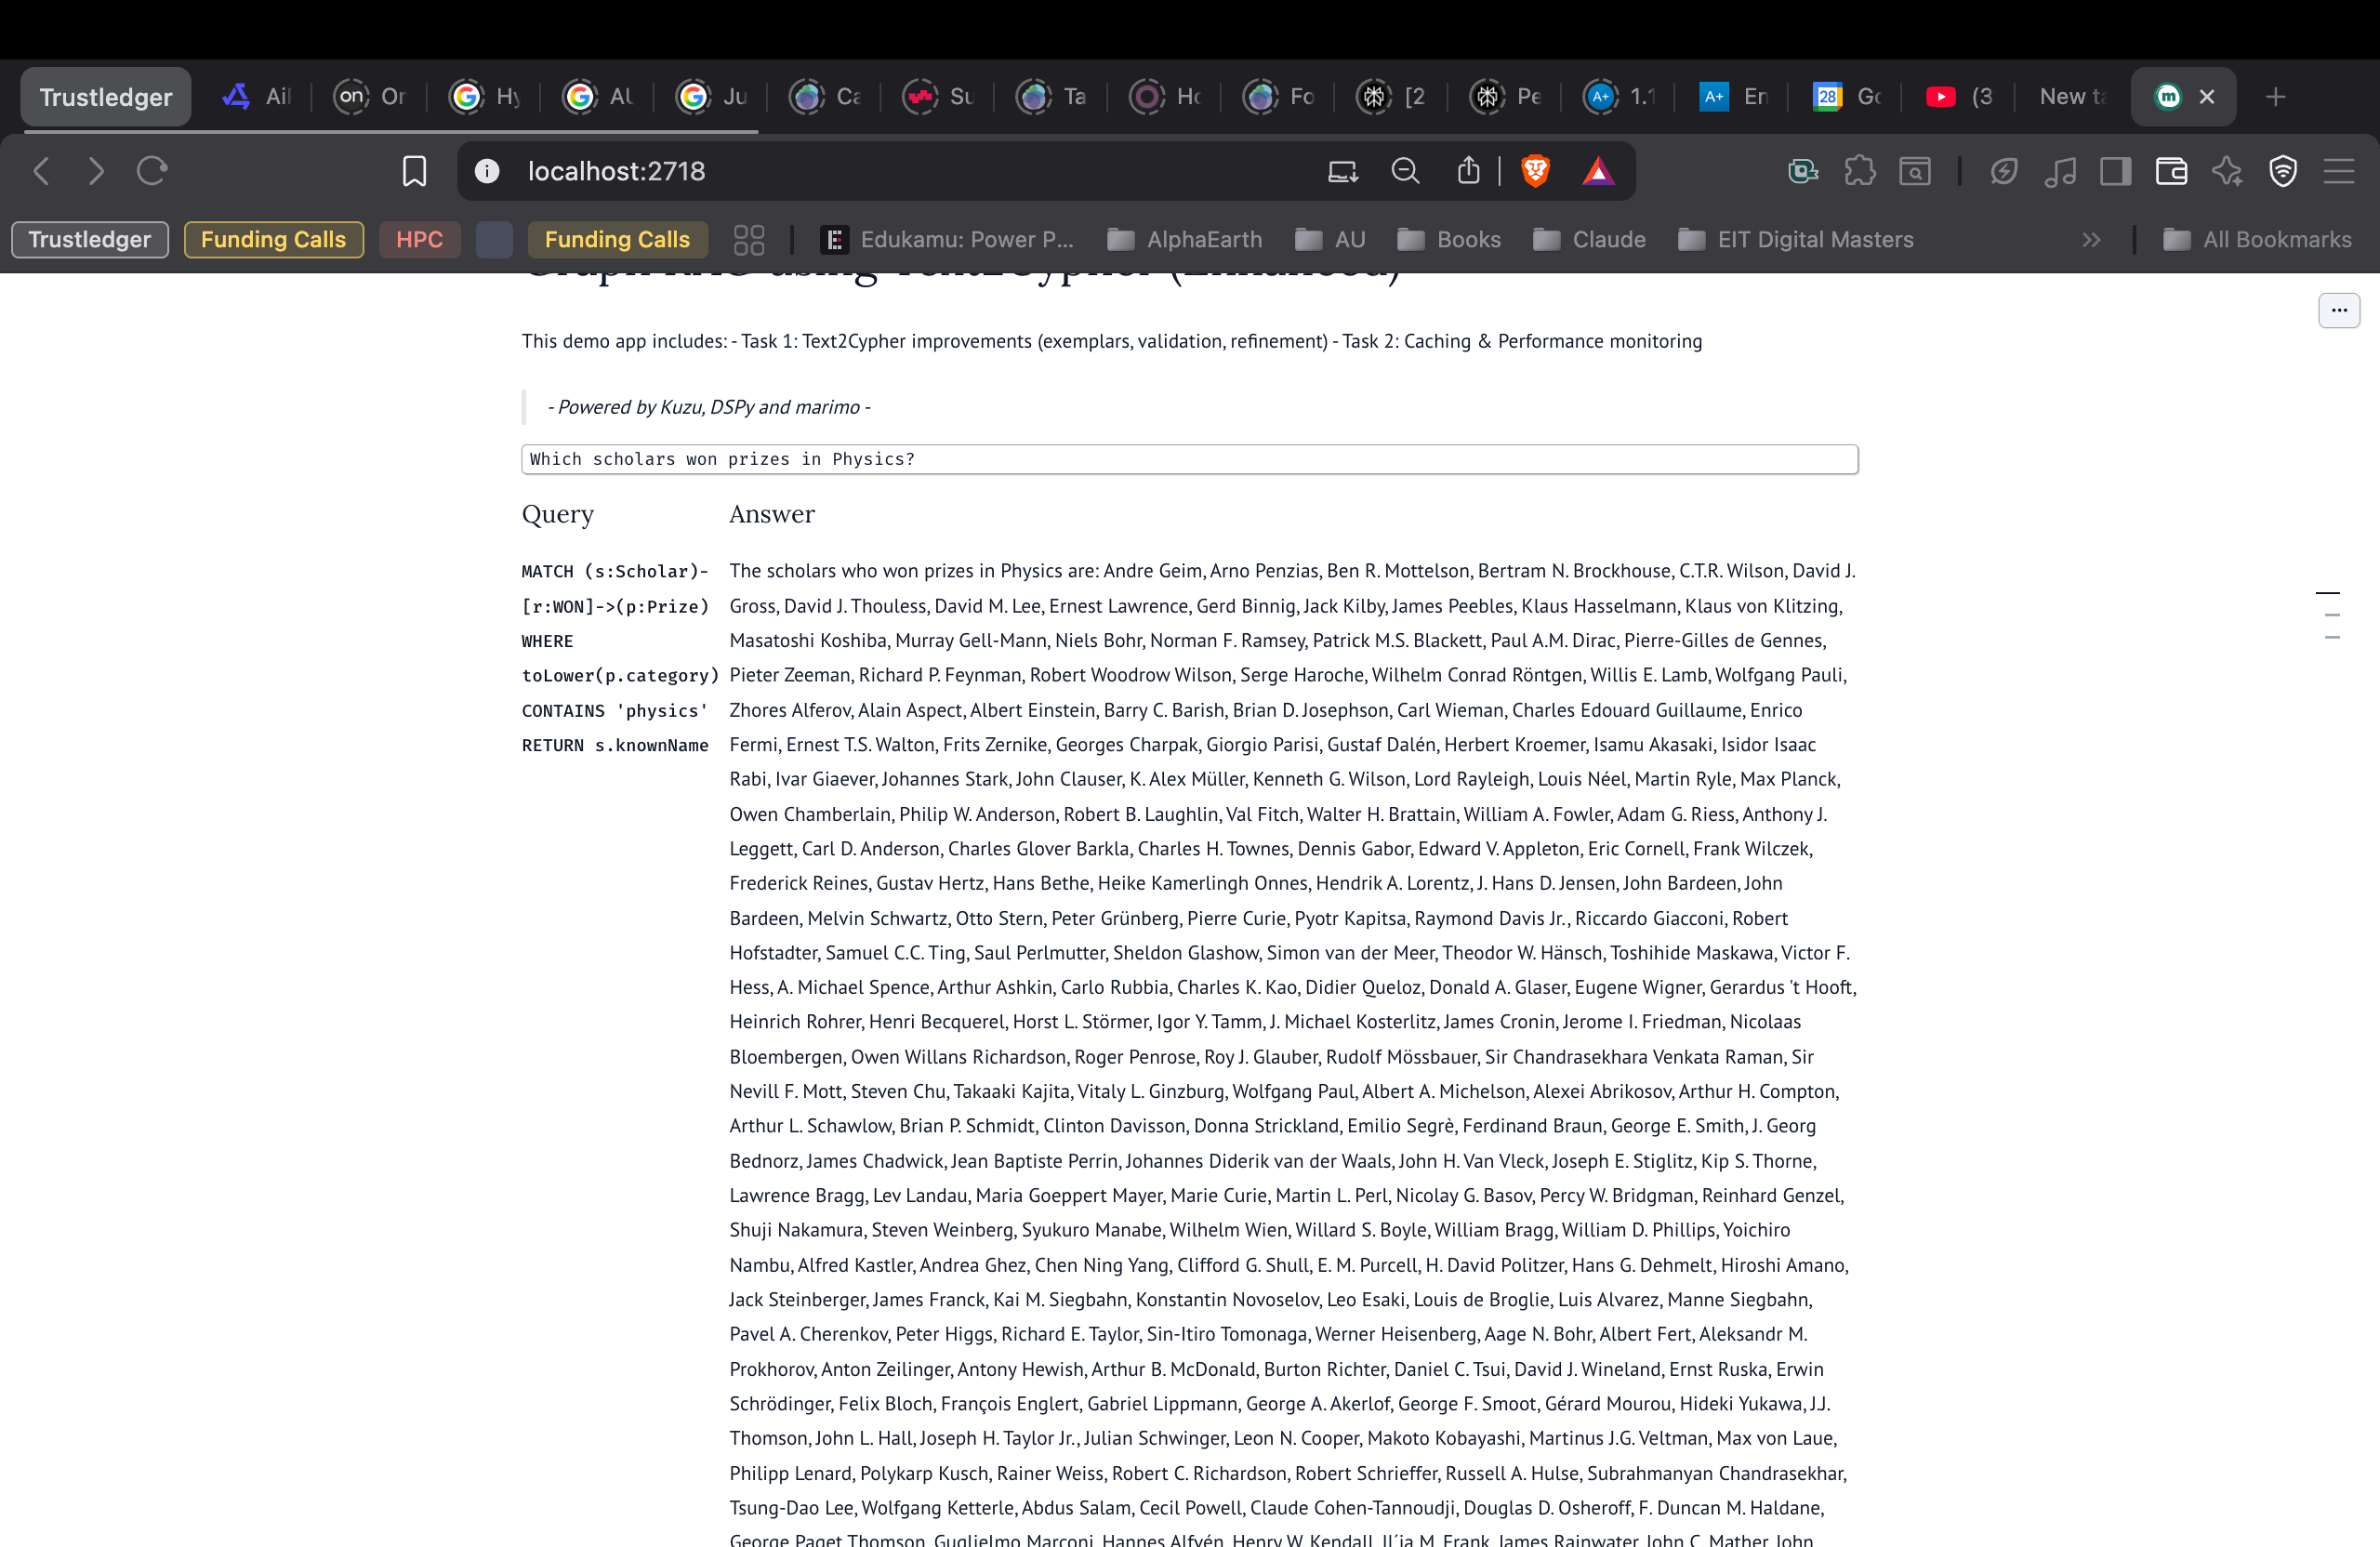 Trustledger
Ail
on Or
Hy
AU
Ju
Ca
Su
Ta
Ho
Fo
[2
Pe
A+ 1.1
A+ En
28 Go
(3
New ta
m
localhost:2718
Trustledger
Funding Calls
HPC
Funding Calls
Edukamu: Power P...
AlphaEarth
AU
Books
Claude
EIT Digital Masters
All Bookmarks
Graph RAG using Text2Cypher (Enhanced)
This demo app includes: - Task 1: Text2Cypher improvements (exemplars, validation, refinement) - Task 2: Caching & Performance monitoring
- Powered by Kuzu, DSPy and marimo -
Which scholars won prizes in Physics?
Query
MATCH (s:Scholar)-
[r:WON]->(p:Prize)
WHERE
toLower(p.category)
CONTAINS 'physics'
RETURN s.knownName
Answer
The scholars who won prizes in Physics are: Andre Geim, Arno Penzias, Ben R. Mottelson, Bertram N. Brockhouse, C.T.R. Wilson, David J.
Gross, David J. Thouless, David M. Lee, Ernest Lawrence, Gerd Binnig, Jack Kilby, James Peebles, Klaus Hasselmann, Klaus von Klitzing,
Masatoshi Koshiba, Murray Gell-Mann, Niels Bohr, Norman F. Ramsey, Patrick M.S. Blackett, Paul A.M. Dirac, Pierre-Gilles de Gennes,
Pieter Zeeman, Richard P. Feynman, Robert Woodrow Wilson, Serge Haroche, Wilhelm Conrad Röntgen, Willis E. Lamb, Wolfgang Pauli,
Zhores Alferov, Alain Aspect, Albert Einstein, Barry C. Barish, Brian D. Josephson, Carl Wieman, Charles Edouard Guillaume, Enrico
Fermi, Ernest T.S. Walton, Frits Zernike, Georges Charpak, Giorgio Parisi, Gustaf Dalén, Herbert Kroemer, Isamu Akasaki, Isidor Isaac
Rabi, Ivar Giaever, Johannes Stark, John Clauser, K. Alex Müller, Kenneth G. Wilson, Lord Rayleigh, Louis Néel, Martin Ryle, Max Planck,
Owen Chamberlain, Philip W. Anderson, Robert B. Laughlin, Val Fitch, Walter H. Brattain, William A. Fowler, Adam G. Riess, Anthony J.
Leggett, Carl D. Anderson, Charles Glover Barkla, Charles H. Townes, Dennis Gabor, Edward V. Appleton, Eric Cornell, Frank Wilczek,
Frederick Reines, Gustav Hertz, Hans Bethe, Heike Kamerlingh Onnes, Hendrik A. Lorentz, J. Hans D. Jensen, John Bardeen, John
Bardeen, Melvin Schwartz, Otto Stern, Peter Grünberg, Pierre Curie, Pyotr Kapitsa, Raymond Davis Jr., Riccardo Giacconi, Robert
Hofstadter, Samuel C.C. Ting, Saul Perlmutter, Sheldon Glashow, Simon van der Meer, Theodor W. Hänsch, Toshihide Maskawa, Victor F.
Hess, A. Michael Spence, Arthur Ashkin, Carlo Rubbia, Charles K. Kao, Didier Queloz, Donald A. Glaser, Eugene Wigner, Gerardus 't Hooft,
Heinrich Rohrer, Henri Becquerel, Horst L. Störmer, Igor Y. Tamm, J. Michael Kosterlitz, James Cronin, Jerome I. Friedman, Nicolaas
Bloembergen, Owen Willans Richardson, Roger Penrose, Roy J. Glauber, Rudolf Mössbauer, Sir Chandrasekhara Venkata Raman, Sir
Nevill F. Mott, Steven Chu, Takaaki Kajita, Vitaly L. Ginzburg, Wolfgang Paul, Albert A. Michelson, Alexei Abrikosov, Arthur H. Compton,
Arthur L. Schawlow, Brian P. Schmidt, Clinton Davisson, Donna Strickland, Emilio Segrè, Ferdinand Braun, George E. Smith, J. Georg
Bednorz, James Chadwick, Jean Baptiste Perrin, Johannes Diderik van der Waals, John H. Van Vleck, Joseph E. Stiglitz, Kip S. Thorne,
Lawrence Bragg, Lev Landau, Maria Goeppert Mayer, Marie Curie, Martin L. Perl, Nicolay G. Basov, Percy W. Bridgman, Reinhard Genzel,
Shuji Nakamura, Steven Weinberg, Syukuro Manabe, Wilhelm Wien, Willard S. Boyle, William Bragg, William D. Phillips, Yoichiro
Nambu, Alfred Kastler, Andrea Ghez, Chen Ning Yang, Clifford G. Shull, E. M. Purcell, H. David Politzer, Hans G. Dehmelt, Hiroshi Amano,
Jack Steinberger, James Franck, Kai M. Siegbahn, Konstantin Novoselov, Leo Esaki, Louis de Broglie, Luis Alvarez, Manne Siegbahn,
Pavel A. Cherenkov, Peter Higgs, Richard E. Taylor, Sin-Itiro Tomonaga, Werner Heisenberg, Aage N. Bohr, Albert Fert, Aleksandr M.
Prokhorov, Anton Zeilinger, Antony Hewish, Arthur B. McDonald, Burton Richter, Daniel C. Tsui, David J. Wineland, Ernst Ruska, Erwin
Schrödinger, Felix Bloch, François Englert, Gabriel Lippmann, George A. Akerlof, George F. Smoot, Gérard Mourou, Hideki Yukawa, J.J.
Thomson, John L. Hall, Joseph H. Taylor Jr., Julian Schwinger, Leon N. Cooper, Makoto Kobayashi, Martinus J.G. Veltman, Max von Laue,
Philipp Lenard, Polykarp Kusch, Rainer Weiss, Robert C. Richardson, Robert Schrieffer, Russell A. Hulse, Subrahmanyan Chandrasekhar,
Tsung-Dao Lee, Wolfgang Ketterle, Abdus Salam, Cecil Powell, Claude Cohen-Tannoudji, Douglas D. Osheroff, F. Duncan M. Haldane,
George Paget Thomson, Guglielmo Marconi, Hannes Alfvén, Henry W. Kendall, Il´ja M. Frank, James Rainwater, John C. Mather, John